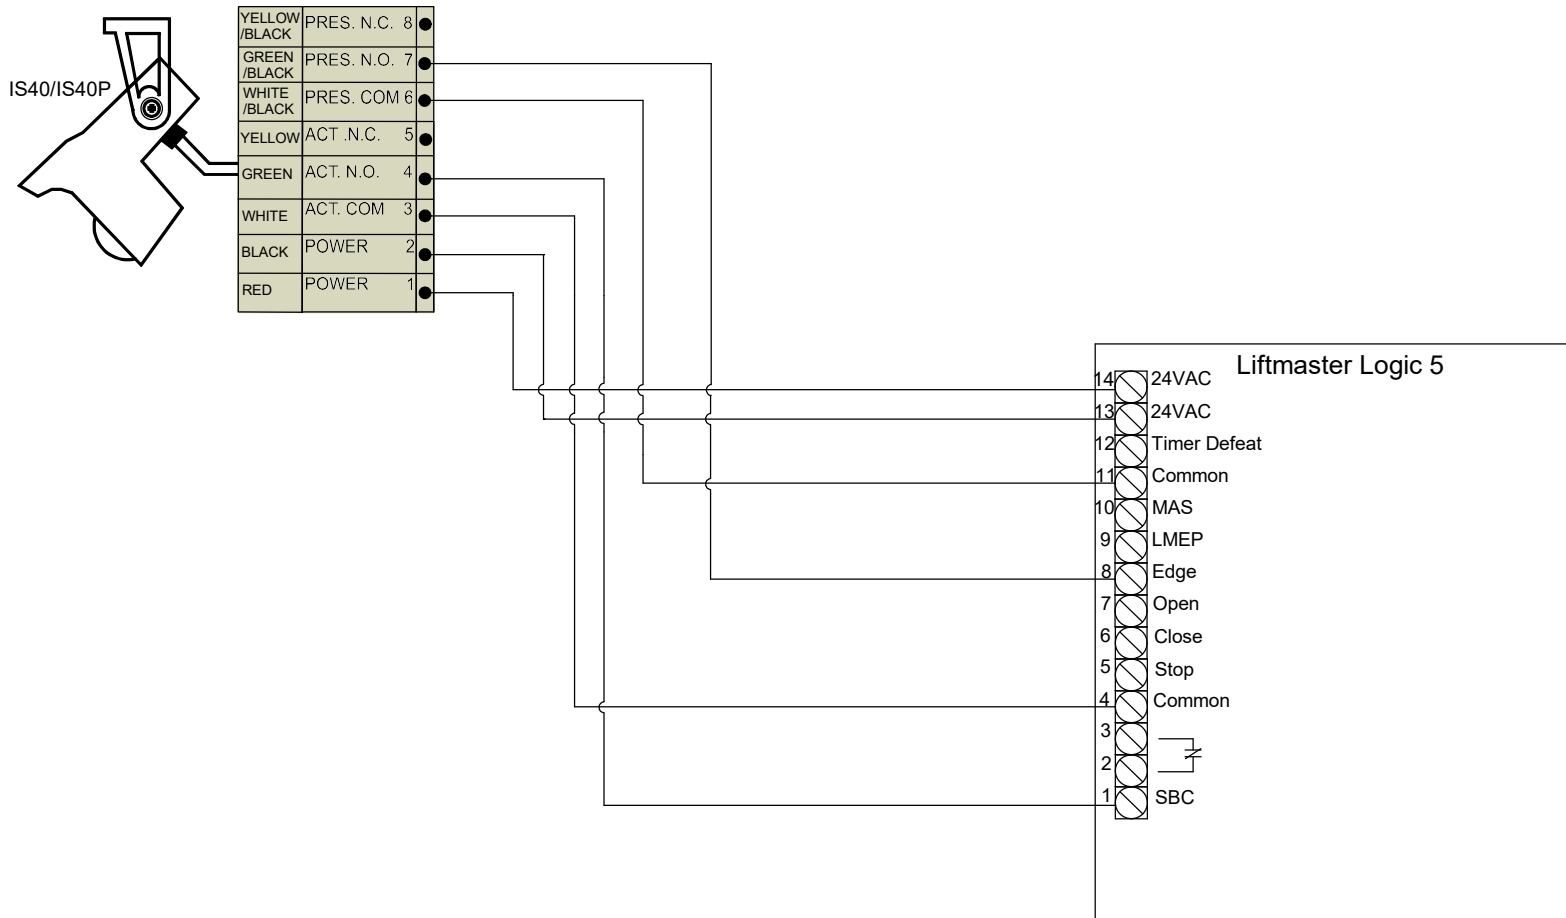 IS40/IS40P
YELLOW
/BLACK
PRES. N.C. 8
GREEN
/BLACK
PRES. N.O. 7
WHITE
/BLACK
PRES. COM 6
YELLOW ACT .N.C. 5
GREEN ACT. N.O. 4
WHITE ACT. COM 3
BLACK POWER 2
RED POWER 1
Liftmaster Logic 5
14 24VAC
13 24VAC
12 Timer Defeat
11 Common
10 MAS
9 LMEP
8 Edge
7 Open
6 Close
5 Stop
4 Common
3
2
1 SBC